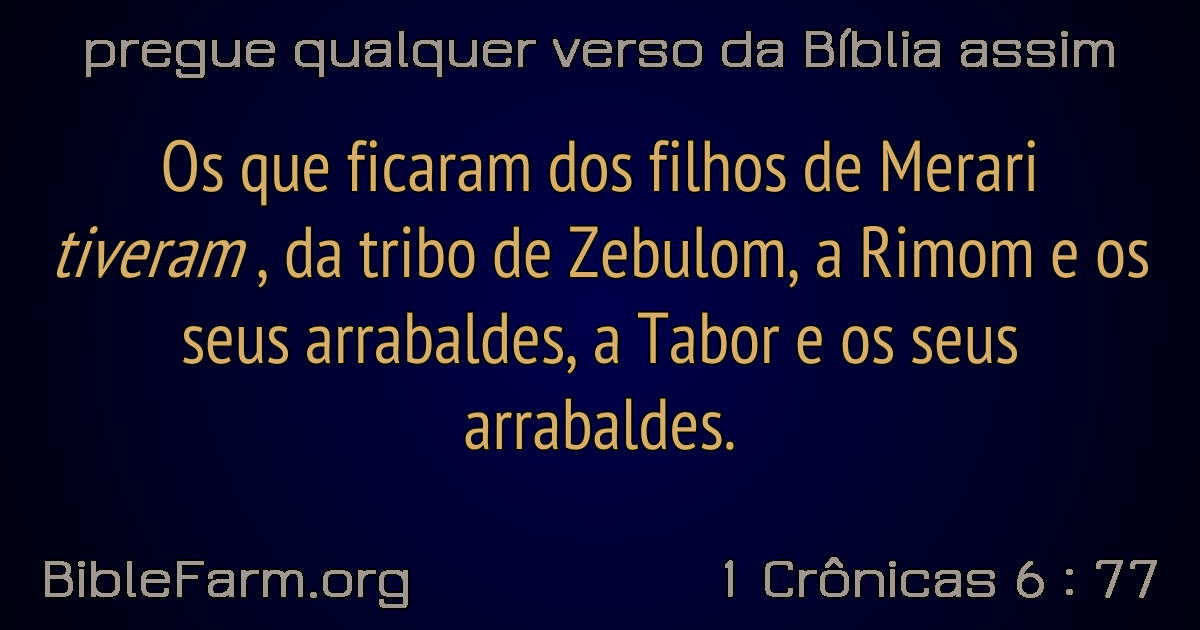 pregue qualquer verso da Bíblia assim
Os que ficaram dos filhos de Merari
tiveram , da tribo de Zebulom, a Rimom e os
seus arrabaldes, a Tabor e os seus
arrabaldes.
BibleFarm.org
1 Crônicas 6 : 77